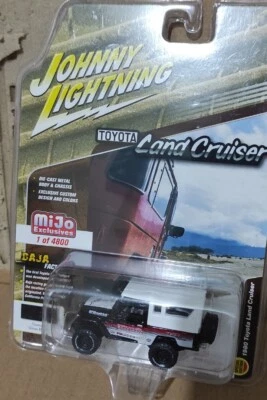 JOHNNY
LIGHTNING
TOYOTA
Land Cruiser
• DIE-CAST METAL
BODY & CHASSIS
• EXCLUSIVE CUSTOM
DESIGN AND COLORS
MiJo
Exclusives
1 of 4800
BAJA
1980 Toyota Land Cruiser